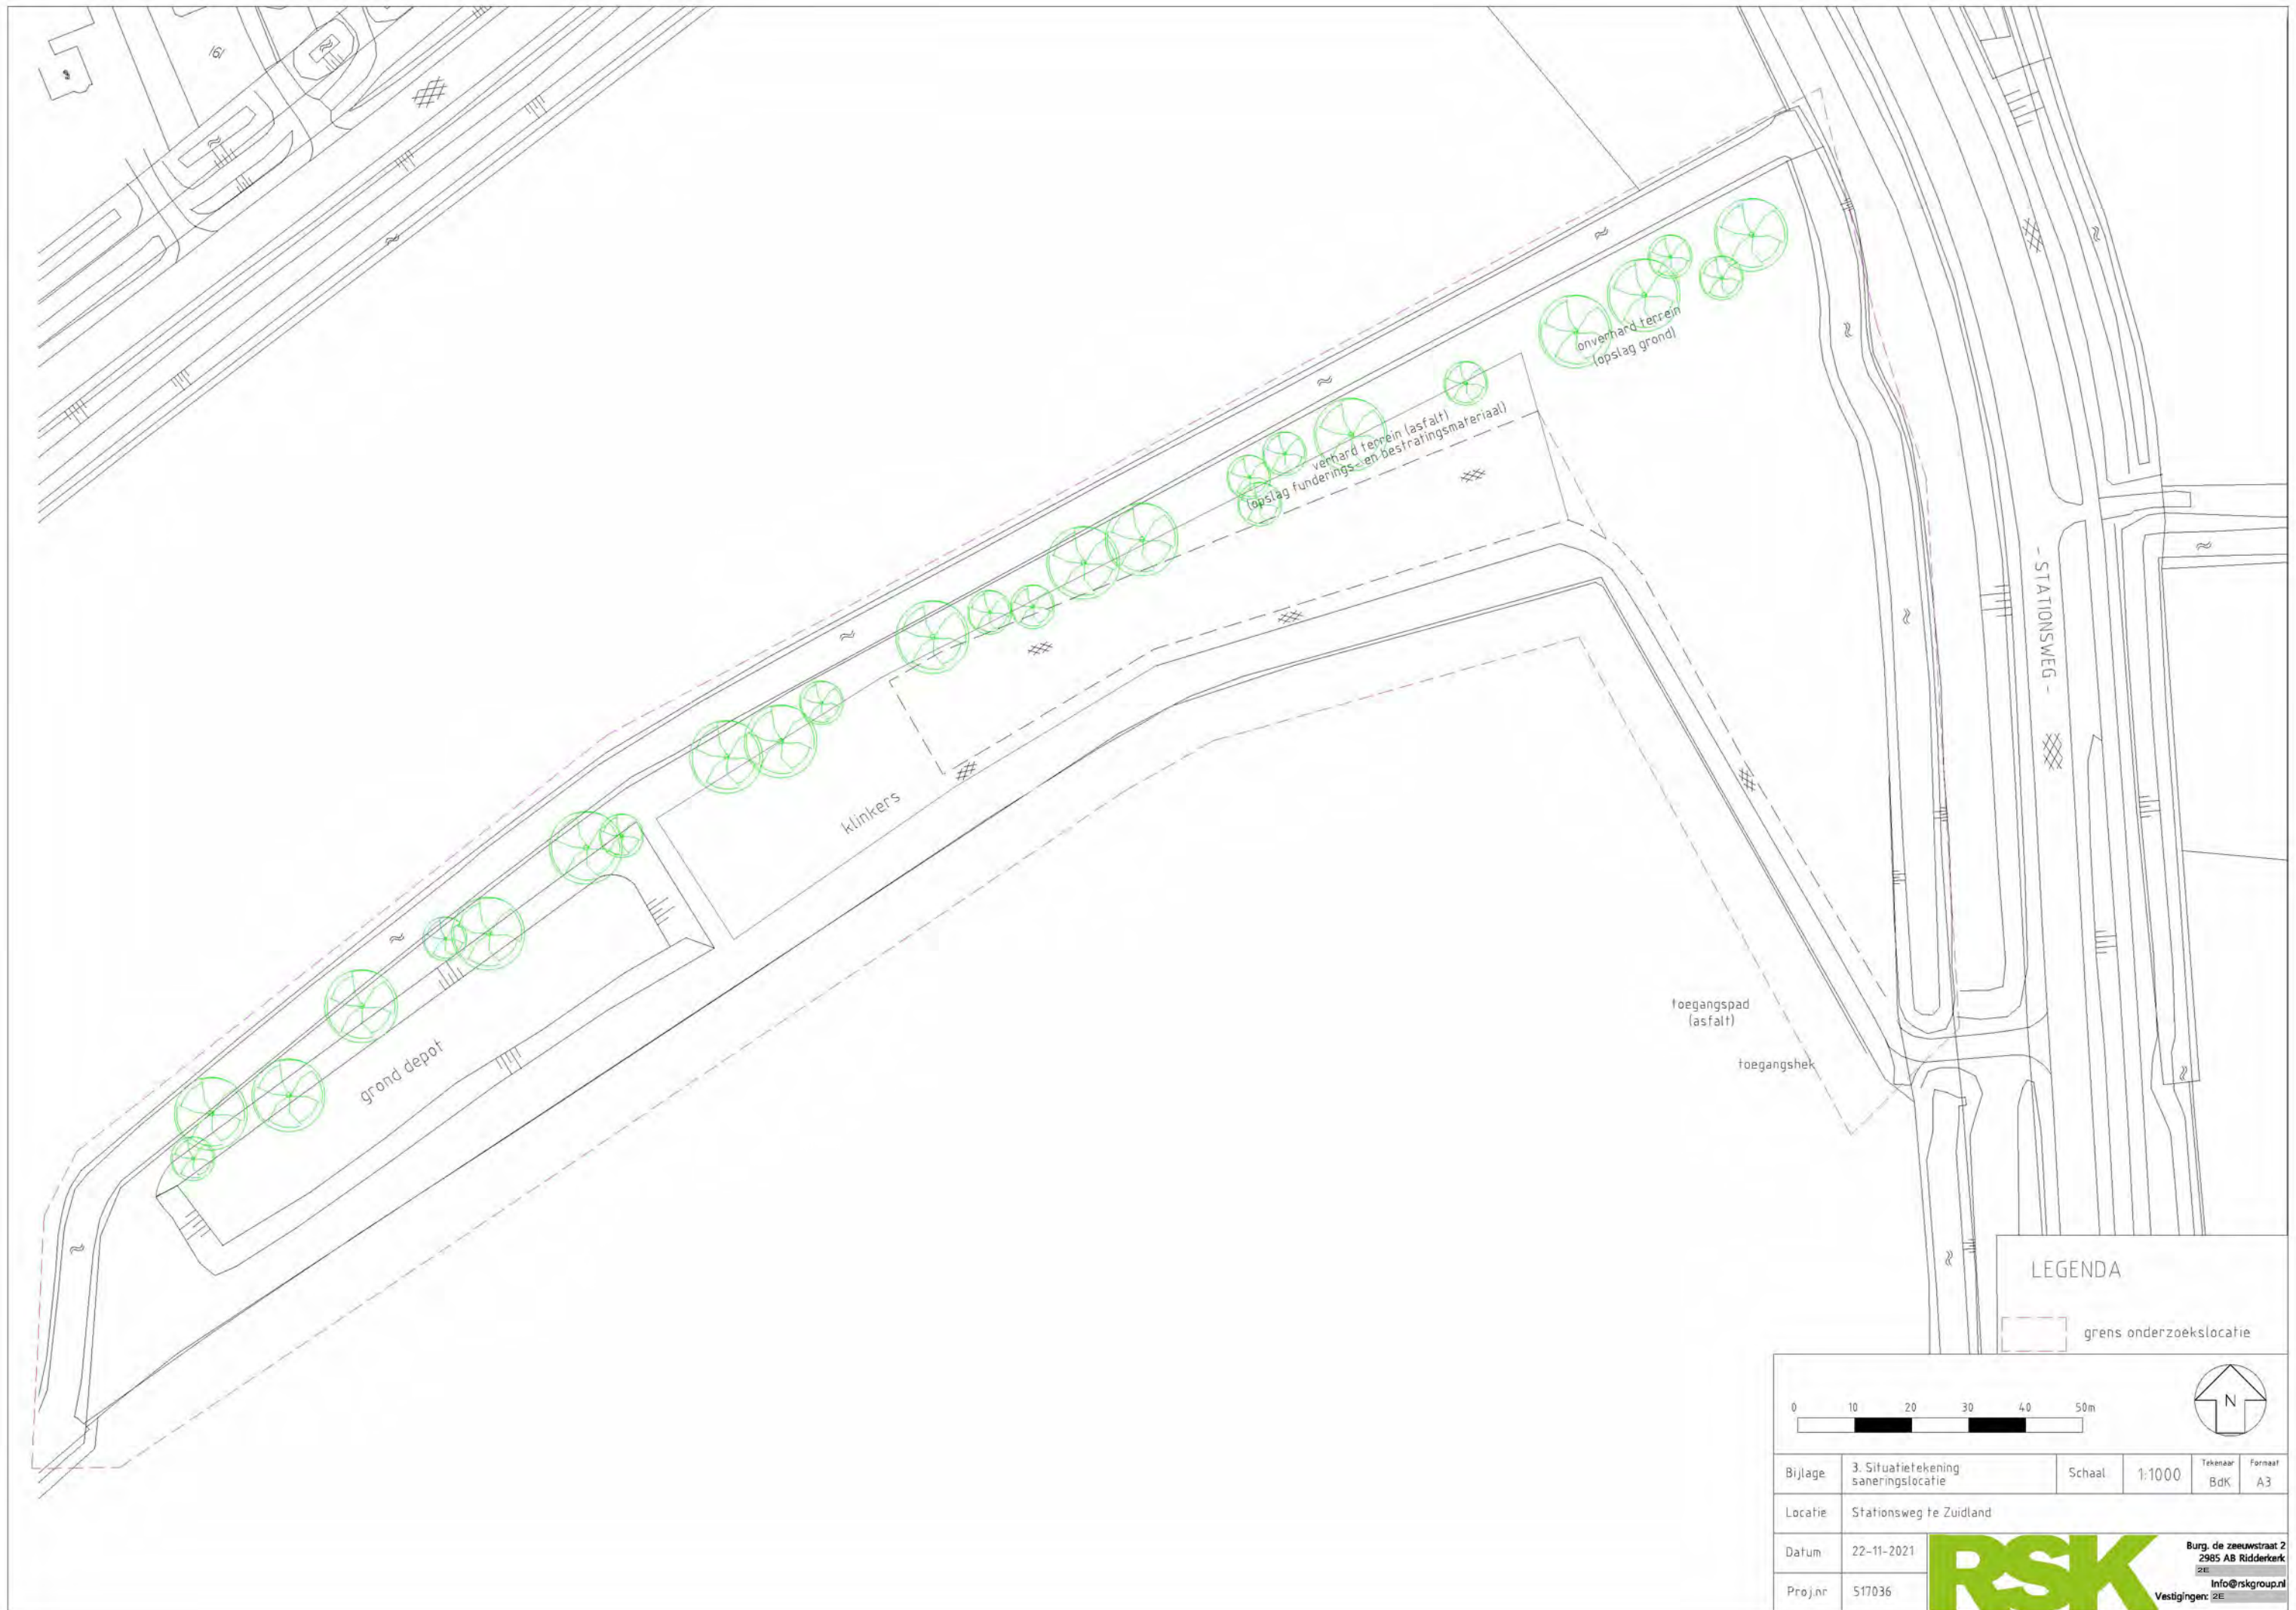 191
onverhard terrein
(opslag grond)
verhard terrein (asfalt)
(opslag funderings- en bestratingsmateriaal)
- STATIONSWEG -
klinkers
grond depot
toegangspad
(asfalt)
toegangshek
LEGENDA
grens onderzoekslocatie
0 10 20 30 40 50m
N
Bijlage 3. Situatietekening saneringslocatie Schaal 1:1000 Tekenaar BdK Formaat A3
Locatie Stationsweg te Zuidland
Datum 22-11-2021
Proj.nr 517036
RSK
Burg. de zeeuwstraat 2
2985 AB Ridderkerk
2E
Info@rskgroup.nl
Vestigingen: 2E